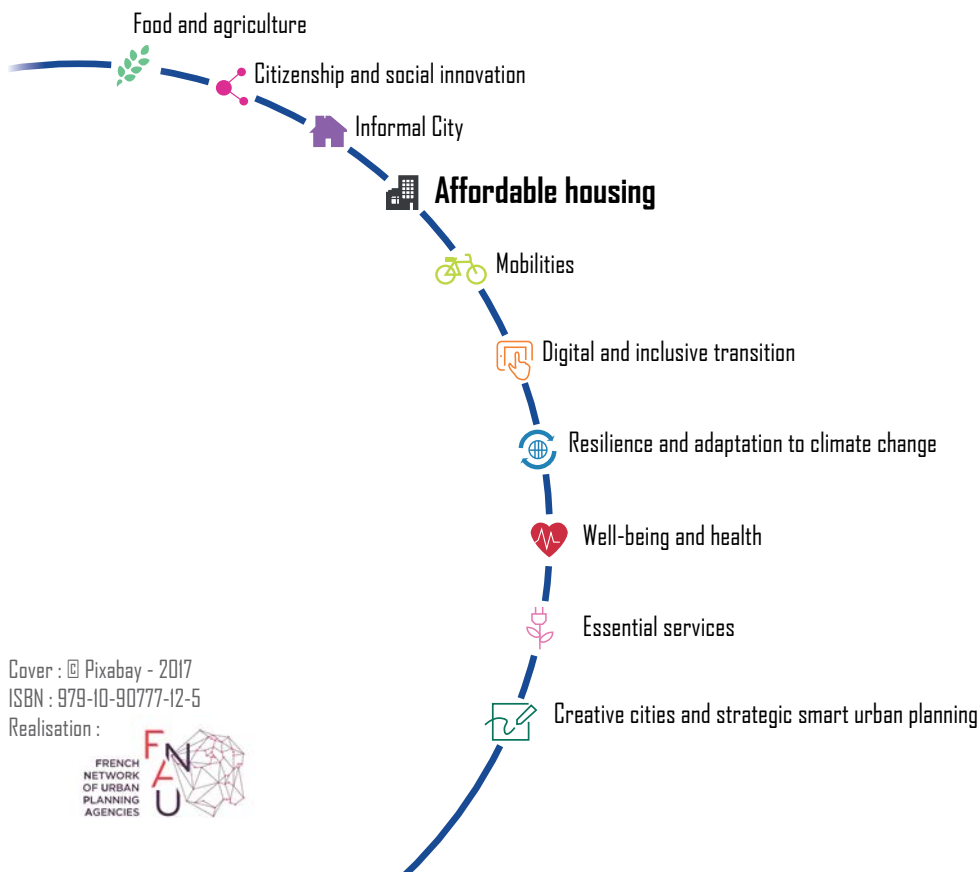 Food and agriculture
Citizenship and social innovation
Informal City
Affordable housing
Mobilities
Digital and inclusive transition
Resilience and adaptation to climate change
Well-being and health
Essential services
Creative cities and strategic smart urban planning
Cover : © Pixabay - 2017
ISBN : 979-10-90777-12-5
Realisation :
FRENCH
NETWORK
OF URBAN
PLANNING
AGENCIES
FNAU